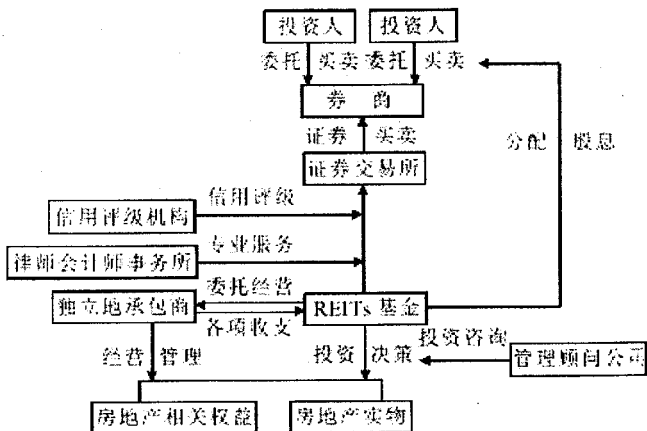 投资人 投资人
委托 买卖 委托 买卖
券 商
证券 买卖
分配 股息
证券交易所
信用评级
信用评级机构
专业服务
律师会计师事务所
委托经营
独立地承包商
REITs 基金
各项收支
投资咨询
经营 管理
投资 决策
管理顾问公司
房地产相关权益
房地产实物